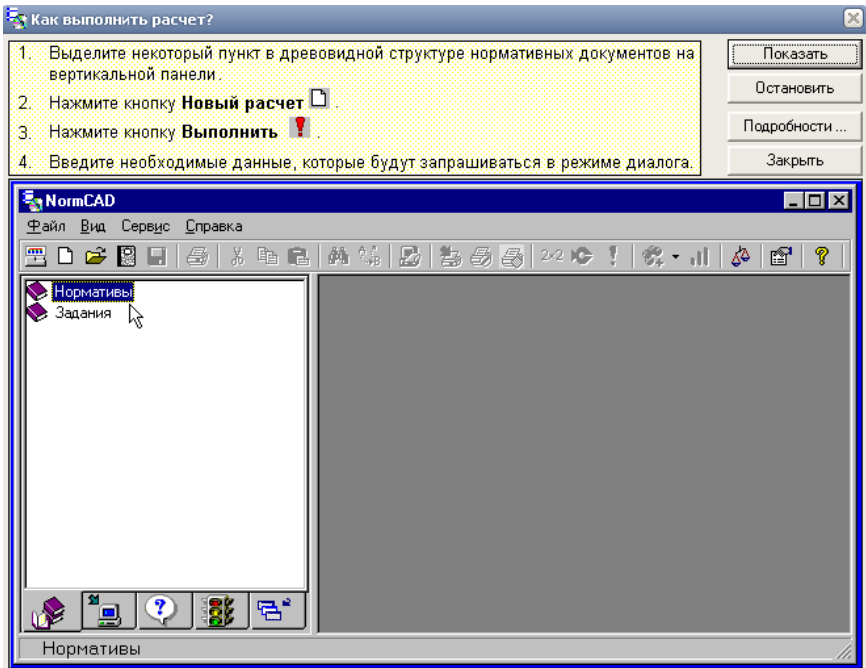 Как выполнить расчет?
1. Выделите некоторый пункт в древовидной структуре нормативных документов на
вертикальной панели.
2. Нажмите кнопку Новый расчет .
3. Нажмите кнопку Выполнить .
4. Введите необходимые данные, которые будут запрашиваться в режиме диалога.
Показать
Остановить
Подробности ...
Закрыть
NormCAD
Файл Вид Сервис Справка
2×2
Нормативы
Задания
Нормативы